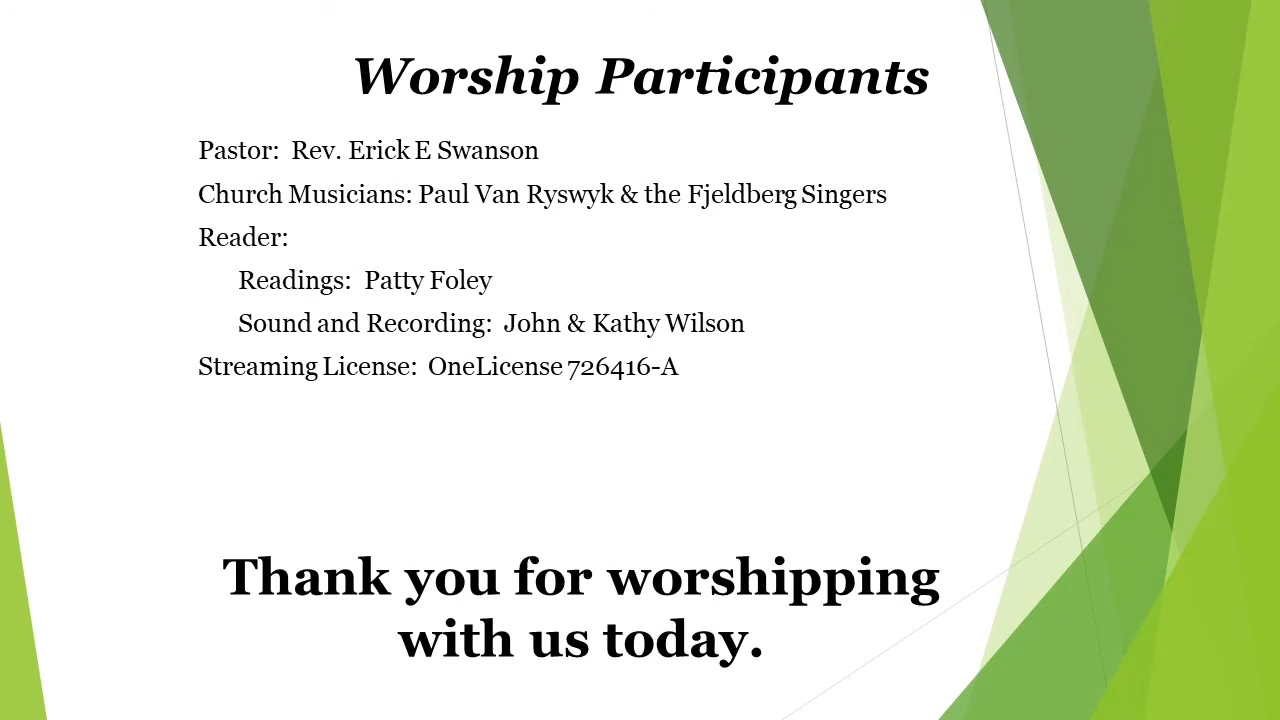 Worship Participants
Pastor: Rev. Erick E Swanson
Church Musicians: Paul Van Ryswyk & the Fjeldberg Singers
Reader:
Readings: Patty Foley
Sound and Recording: John & Kathy Wilson
Streaming License: OneLicense 726416-A
Thank you for worshipping
with us today.